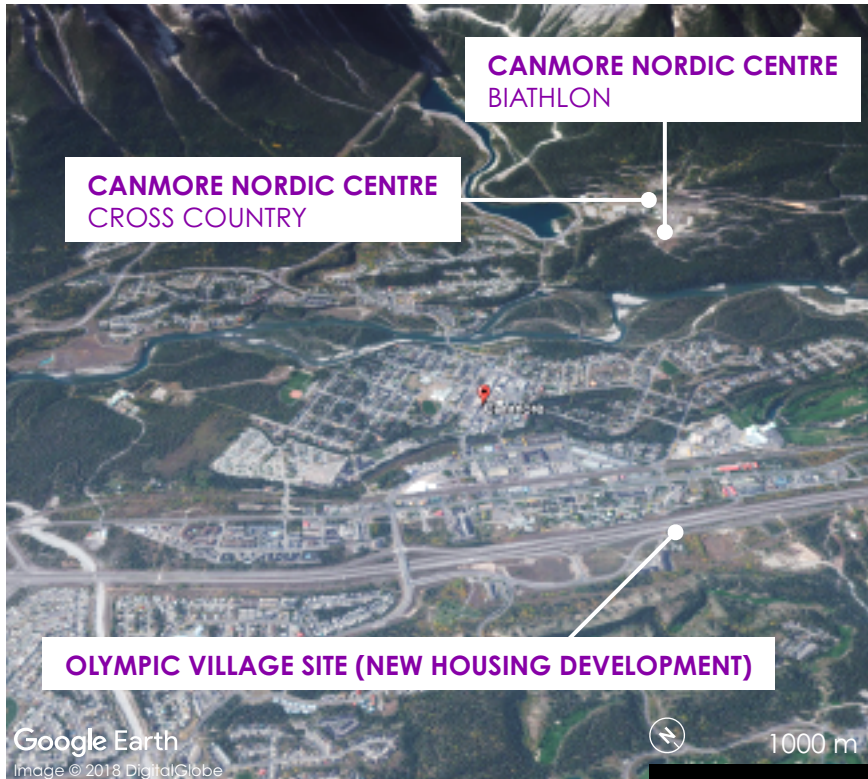 CANMORE NORDIC CENTRE
BIATHLON
CANMORE NORDIC CENTRE
CROSS COUNTRY
OLYMPIC VILLAGE SITE (NEW HOUSING DEVELOPMENT)
Google Earth
N
1000 m
Image © 2018 DigitalGlobe